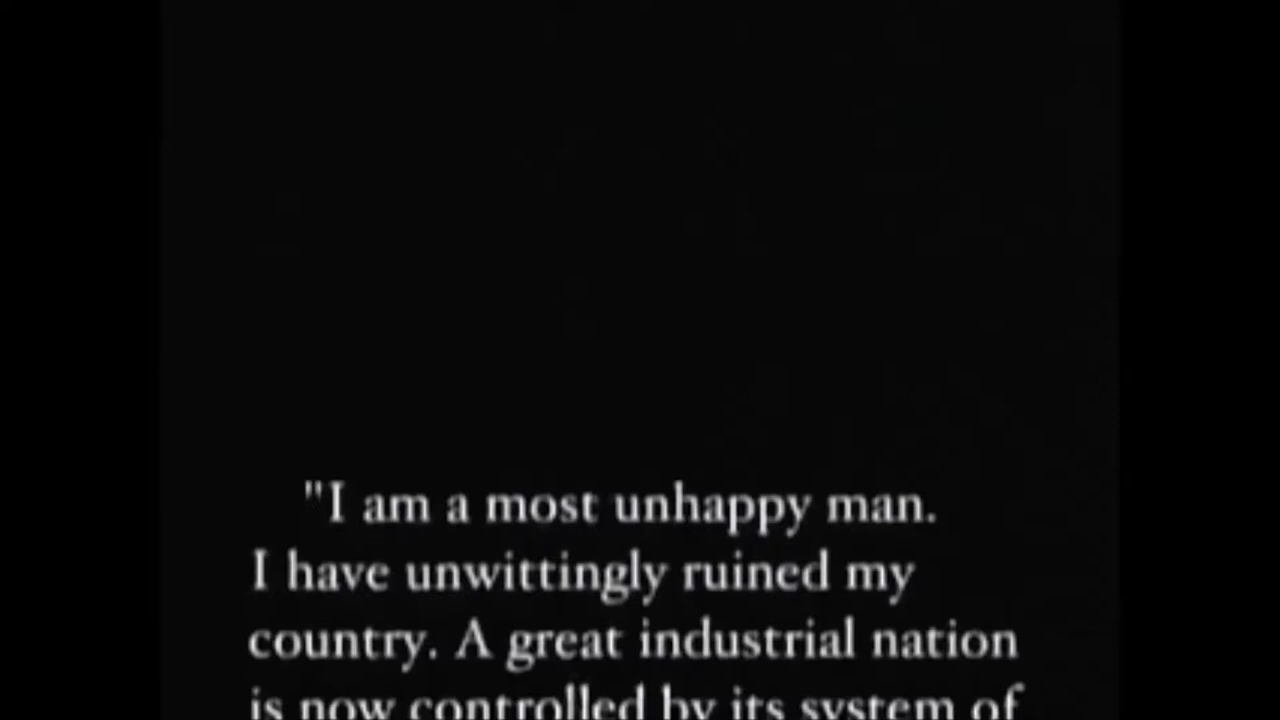 "I am a most unhappy man.
I have unwittingly ruined my
country. A great industrial nation
is now controlled by its system of